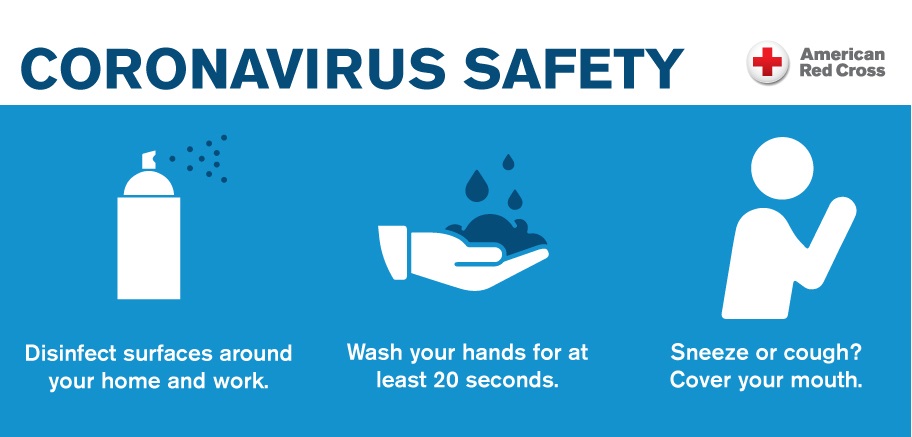 CORONAVIRUS SAFETY
American
Red Cross
Disinfect surfaces around
your home and work.
Wash your hands for at
least 20 seconds.
Sneeze or cough?
Cover your mouth.